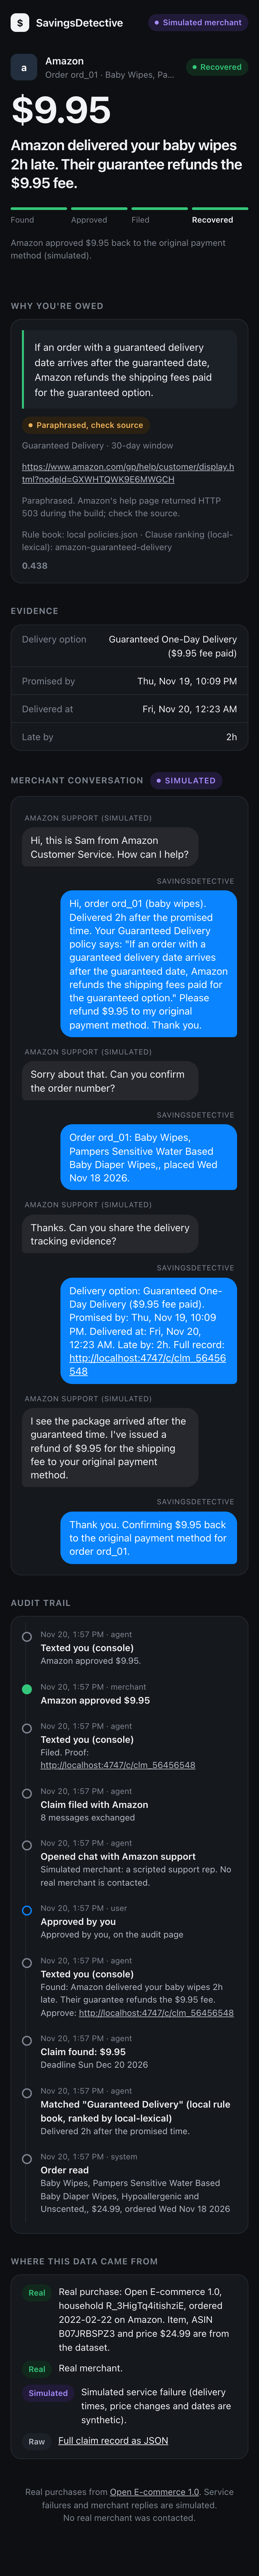 $ SavingsDetective
Simulated merchant
a
Amazon
Order ord_01 · Baby Wipes, Pa...
Recovered
$9.95
Amazon delivered your baby wipes
2h late. Their guarantee refunds the
$9.95 fee.
Found
Approved
Filed
Recovered
Amazon approved $9.95 back to the original payment
method (simulated).
WHY YOU'RE OWED
If an order with a guaranteed delivery
date arrives after the guaranteed date,
Amazon refunds the shipping fees paid
for the guaranteed option.
Paraphrased, check source
Guaranteed Delivery · 30-day window
https://www.amazon.com/gp/help/customer/display.h
tml?nodeId=GXWHTQWK9E6MWGCH
Paraphrased. Amazon's help page returned HTTP
503 during the build; check the source.
Rule book: local policies.json · Clause ranking (local-
lexical): amazon-guaranteed-delivery
0.438
EVIDENCE
Delivery option
Guaranteed One-Day Delivery
($9.95 fee paid)
Promised by
Thu, Nov 19, 10:09 PM
Delivered at
Fri, Nov 20, 12:23 AM
Late by
2h
MERCHANT CONVERSATION
SIMULATED
AMAZON SUPPORT (SIMULATED)
Hi, this is Sam from Amazon
Customer Service. How can I help?
SAVINGSDETECTIVE
Hi, order ord_01 (baby wipes).
Delivered 2h after the promised
time. Your Guaranteed Delivery
policy says: "If an order with a
guaranteed delivery date arrives
after the guaranteed date, Amazon
refunds the shipping fees paid for
the guaranteed option." Please
refund $9.95 to my original
payment method. Thank you.
AMAZON SUPPORT (SIMULATED)
Sorry about that. Can you confirm
the order number?
SAVINGSDETECTIVE
Order ord_01: Baby Wipes,
Pampers Sensitive Water Based
Baby Diaper Wipes,, placed Wed
Nov 18 2026.
AMAZON SUPPORT (SIMULATED)
Thanks. Can you share the delivery
tracking evidence?
SAVINGSDETECTIVE
Delivery option: Guaranteed One-
Day Delivery ($9.95 fee paid).
Promised by: Thu, Nov 19, 10:09
PM. Delivered at: Fri, Nov 20,
12:23 AM. Late by: 2h. Full record:
http://localhost:4747/c/clm_56456
548
AMAZON SUPPORT (SIMULATED)
I see the package arrived after the
guaranteed time. I've issued a
refund of $9.95 for the shipping
fee to your original payment
method.
SAVINGSDETECTIVE
Thank you. Confirming $9.95 back
to the original payment method for
order ord_01.
AUDIT TRAIL
Nov 20, 1:57 PM · agent
Texted you (console)
Amazon approved $9.95.
Nov 20, 1:57 PM · merchant
Amazon approved $9.95
Nov 20, 1:57 PM · agent
Texted you (console)
Filed. Proof:
http://localhost:4747/c/clm_56456548
Nov 20, 1:57 PM · agent
Claim filed with Amazon
8 messages exchanged
Nov 20, 1:57 PM · agent
Opened chat with Amazon support
Simulated merchant: a scripted support rep. No
real merchant is contacted.
Nov 20, 1:57 PM · user
Approved by you
Approved by you, on the audit page
Nov 20, 1:57 PM · agent
Texted you (console)
Found: Amazon delivered your baby wipes 2h
late. Their guarantee refunds the $9.95 fee.
Approve: http://localhost:4747/c/clm_56456548
Nov 20, 1:57 PM · agent
Claim found: $9.95
Deadline Sun Dec 20 2026
Nov 20, 1:57 PM · agent
Matched "Guaranteed Delivery" (local rule
book, ranked by local-lexical)
Delivered 2h after the promised time.
Nov 20, 1:57 PM · system
Order read
Baby Wipes, Pampers Sensitive Water Based
Baby Diaper Wipes, Hypoallergenic and
Unscented,, $24.99, ordered Wed Nov 18 2026
WHERE THIS DATA CAME FROM
Real
Real purchase: Open E-commerce 1.0,
household R_3HigTq4itishziE, ordered
2022-02-22 on Amazon. Item, ASIN
B07JRBSPZ3 and price $24.99 are from
the dataset.
Real
Real merchant.
Simulated
Simulated service failure (delivery
times, price changes and dates are
synthetic).
Raw
Full claim record as JSON
Real purchases from Open E-commerce 1.0. Service
failures and merchant replies are simulated.
No real merchant was contacted.